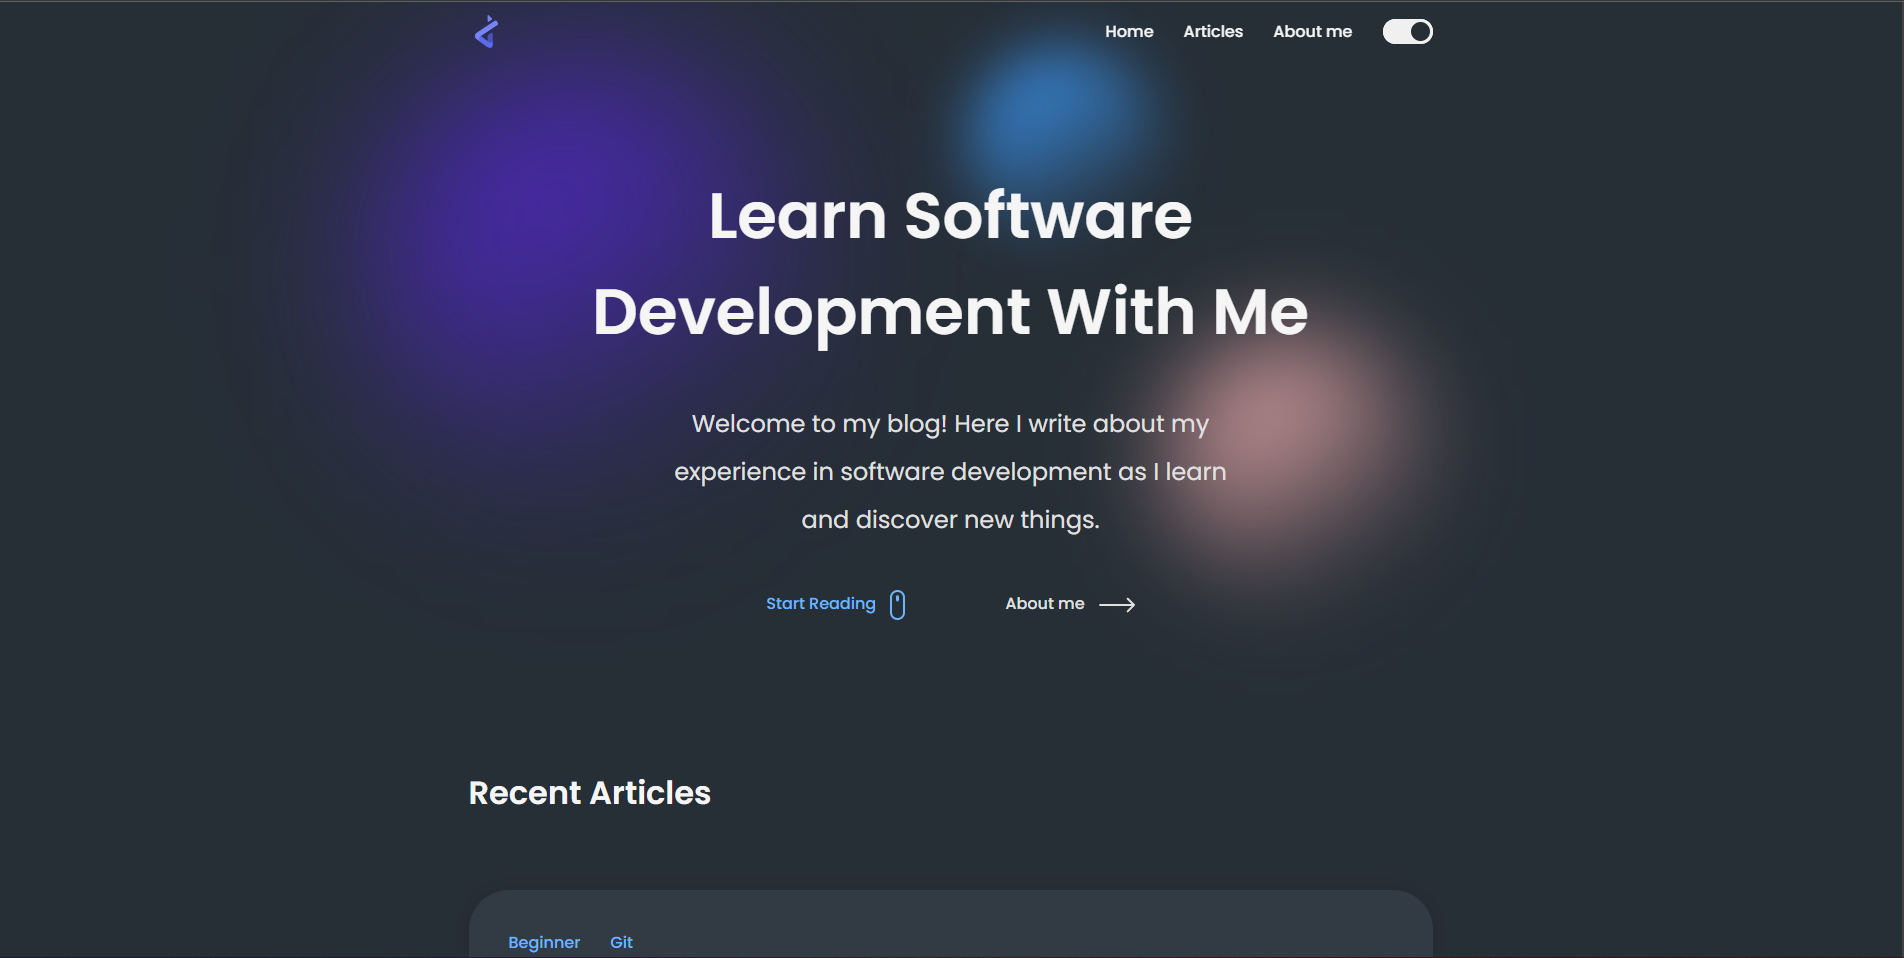 Home Articles About me
Learn Software
Development With Me
Welcome to my blog! Here I write about my
experience in software development as I learn
and discover new things.
Start Reading About me
Recent Articles
Beginner Git